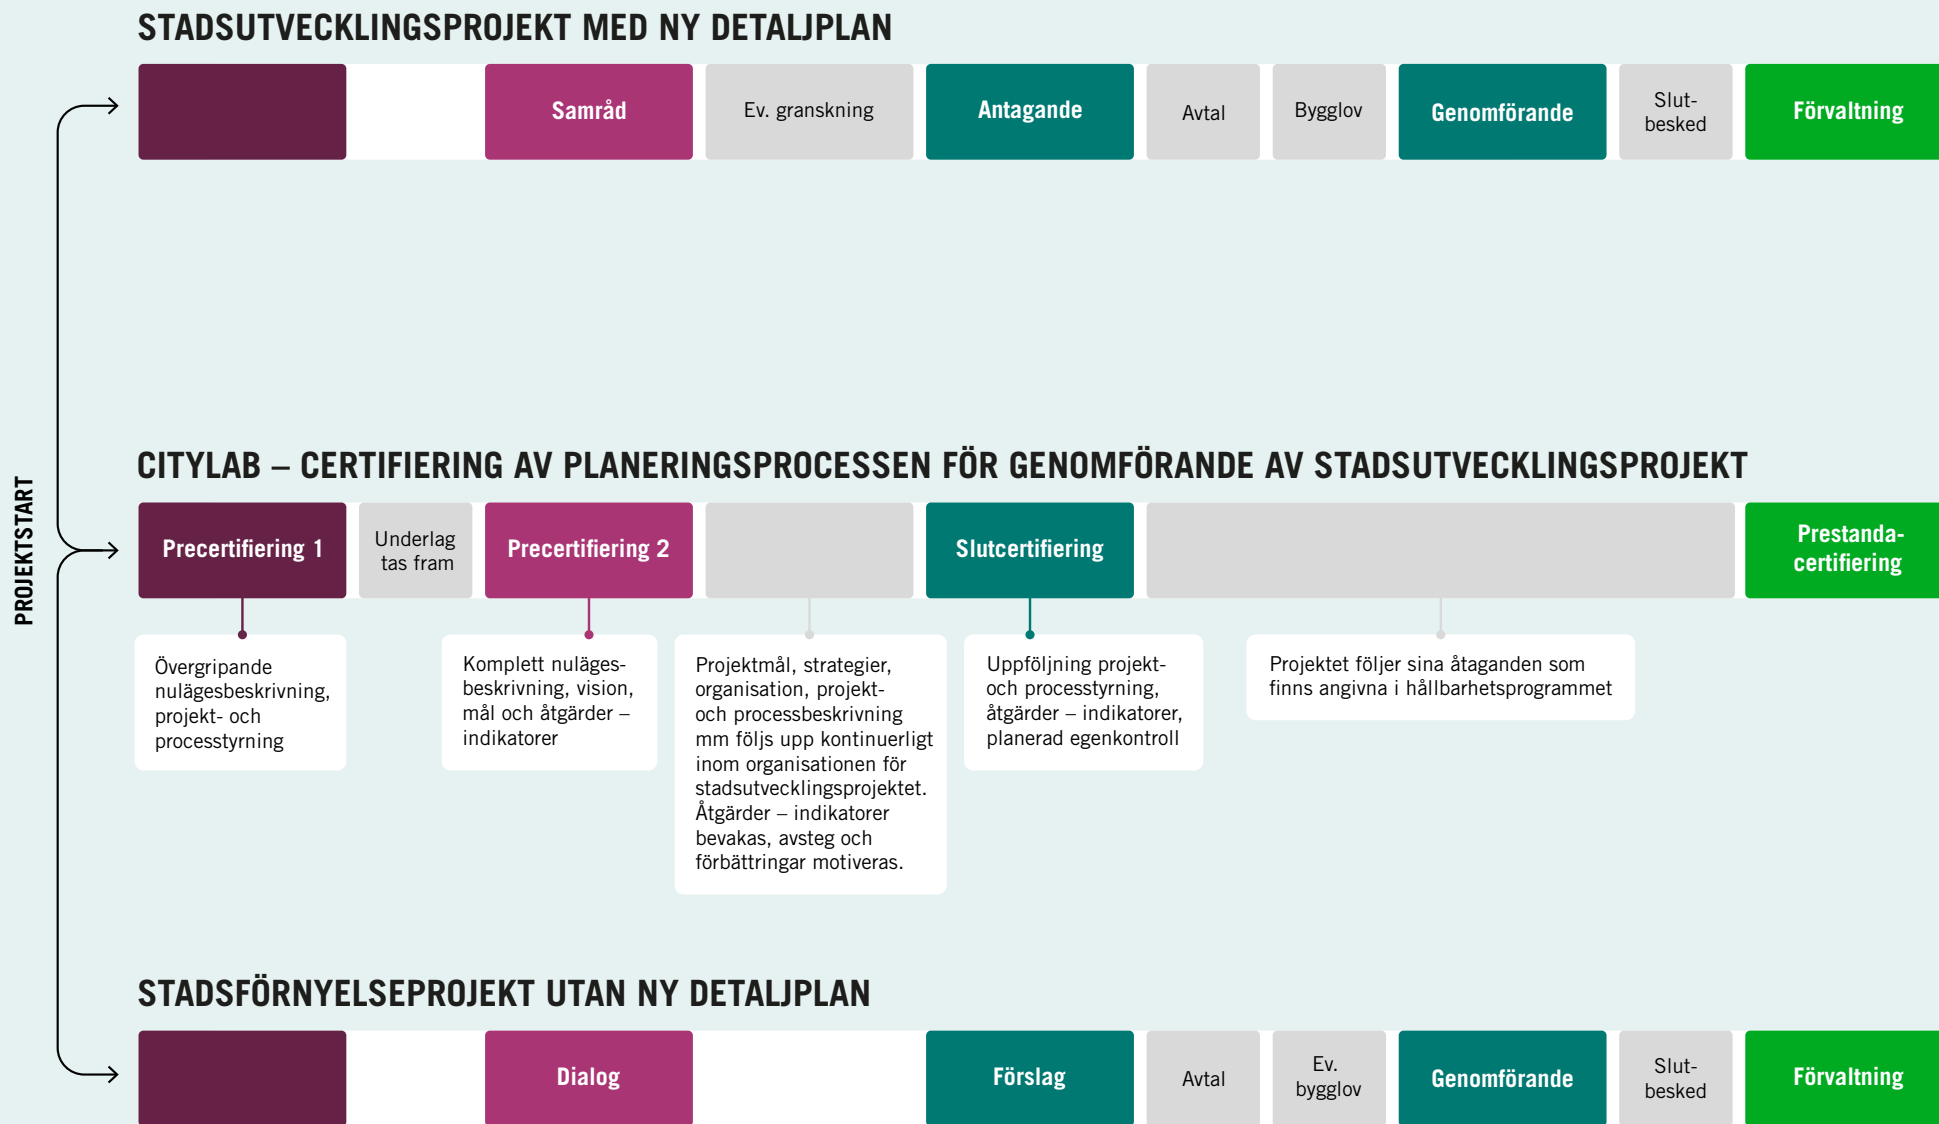 STADSUTVECKLINGSPROJEKT MED NY DETALJPLAN
Samråd
Ev. granskning
Antagande
Avtal
Bygglov
Genomförande
Slut-
besked
Förvaltning
PROJEKTSTART
CITYLAB – CERTIFIERING AV PLANERINGSPROCESSEN FÖR GENOMFÖRANDE AV STADSUTVECKLINGSPROJEKT
Precertifiering 1
Underlag
tas fram
Precertifiering 2
Slutcertifiering
Prestanda-
certifiering
Övergripande
nulägesbeskrivning,
projekt- och
processtyrning
Komplett nuläges-
beskrivning, vision,
mål och åtgärder –
indikatorer
Projektmål, strategier,
organisation, projekt-
och processbeskrivning
mm följs upp kontinuerligt
inom organisationen för
stadsutvecklingsprojektet.
Åtgärder – indikatorer
bevakas, avsteg och
förbättringar motiveras.
Uppföljning projekt-
och processtyrning,
åtgärder – indikatorer,
planerad egenkontroll
Projektet följer sina åtaganden som
finns angivna i hållbarhetsprogrammet
STADSFÖRNYELSEPROJEKT UTAN NY DETALJPLAN
Dialog
Förslag
Avtal
Ev.
bygglov
Genomförande
Slut-
besked
Förvaltning